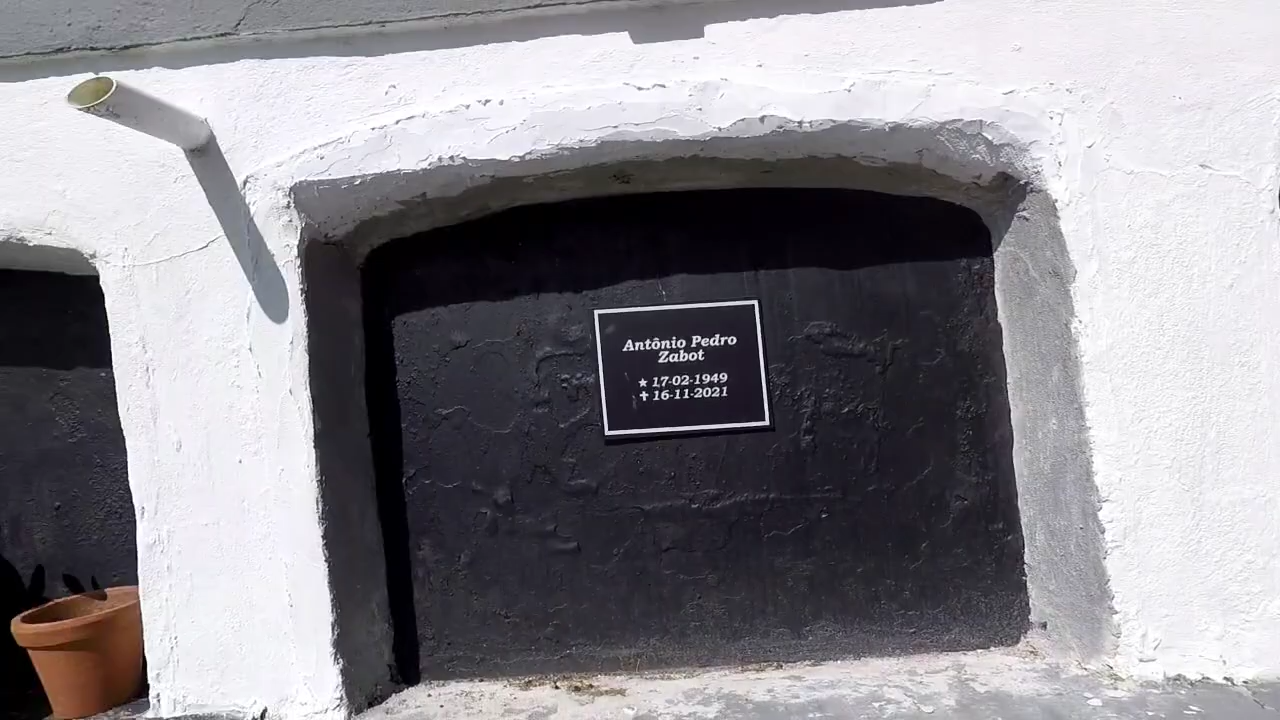 Antônio Pedro
Zabot
★ 17-02-1949
✝ 16-11-2021